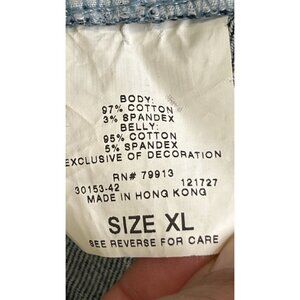 BODY:
97% COTTON
3% SPANDEX
BELLY:
95% COTTON
5% SPANDEX
EXCLUSIVE OF DECORATION
RN# 79913
30153-42 121727
MADE IN HONG KONG
SIZE XL
SEE REVERSE FOR CARE